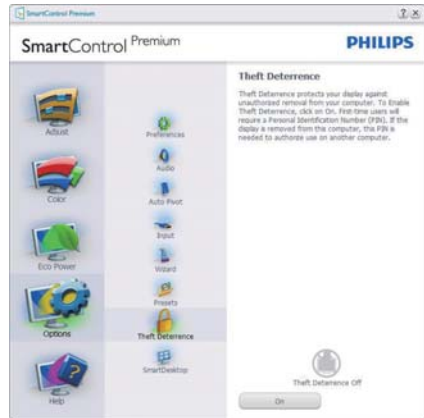 SmartControl Premium
SmartControl Premium
PHILIPS
Adjust
Color
Eco Power
Options
Help
Preferences
Audio
Auto Pivot
Input
Wizard
Presets
Theft Deterrence
SmartDesktop
Theft Deterrence
Theft Deterrence protects your display against
unauthorized removal from your computer. To Enable
Theft Deterrence, click on On. First-time users will
require a Personal Identification Number (PIN). If the
display is removed from this computer, this PIN is
needed to authorize use on another computer.
Theft Deterrence Off
On